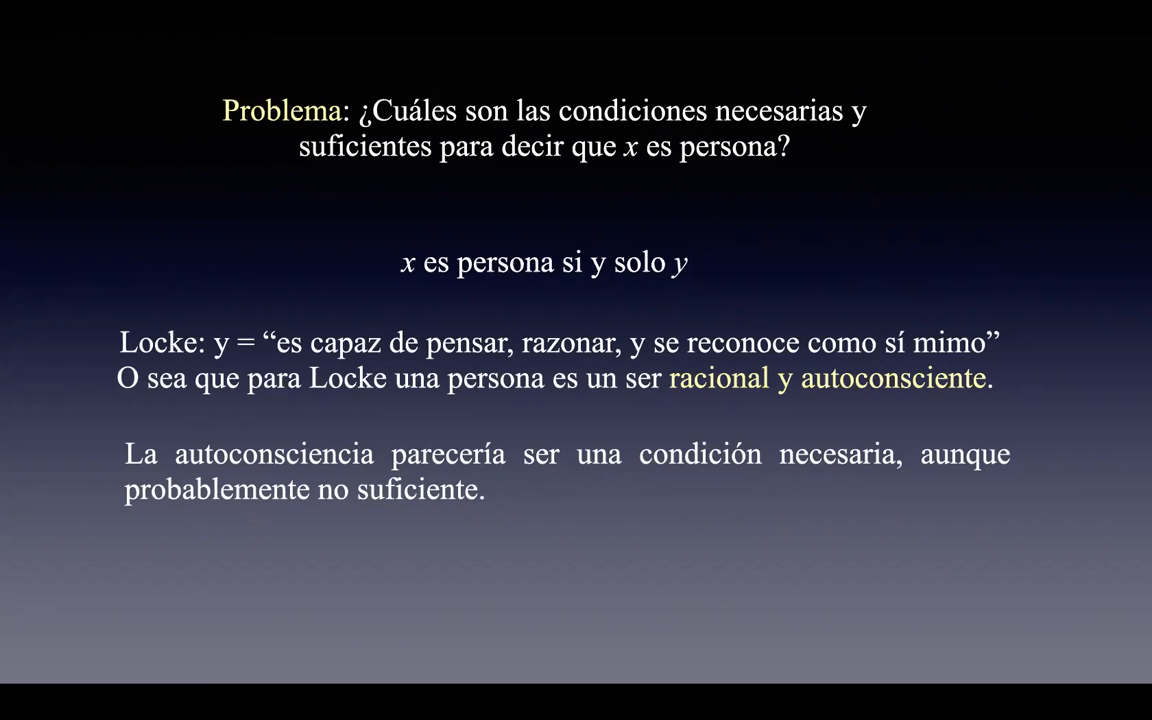 Problema: ¿Cuáles son las condiciones necesarias y
suficientes para decir que x es persona?
x es persona si y solo y
Locke: y = “es capaz de pensar, razonar, y se reconoce como sí mimo”
O sea que para Locke una persona es un ser racional y autoconsciente.
La autoconsciencia parecería ser una condición necesaria, aunque
probablemente no suficiente.